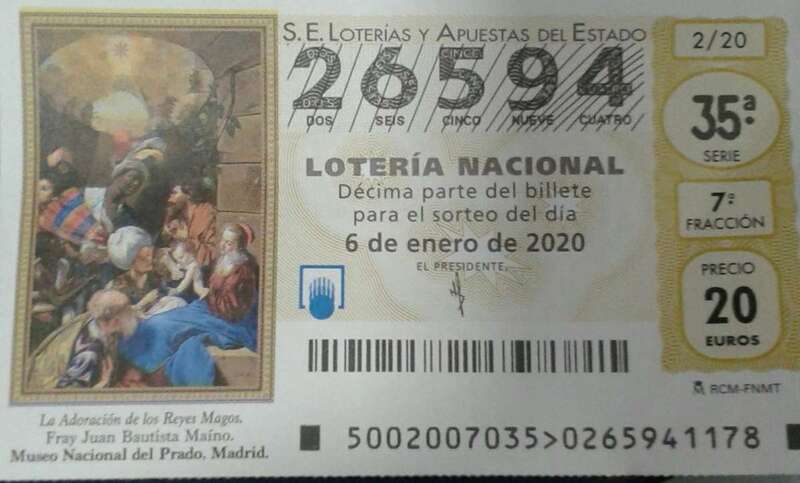 S.E. LOTERÍAS Y APUESTAS DEL ESTADO
26594
DOS SEIS CINCO NUEVE CUATRO
LOTERÍA NACIONAL
Décima parte del billete
para el sorteo del día
6 de enero de 2020
EL PRESIDENTE,
2/20
35ª
SERIE
7ª
FRACCIÓN
PRECIO
20
EUROS
RCM-FNMT
5002007035>0265941178
La Adoración de los Reyes Magos.
Fray Juan Bautista Maíno.
Museo Nacional del Prado. Madrid.